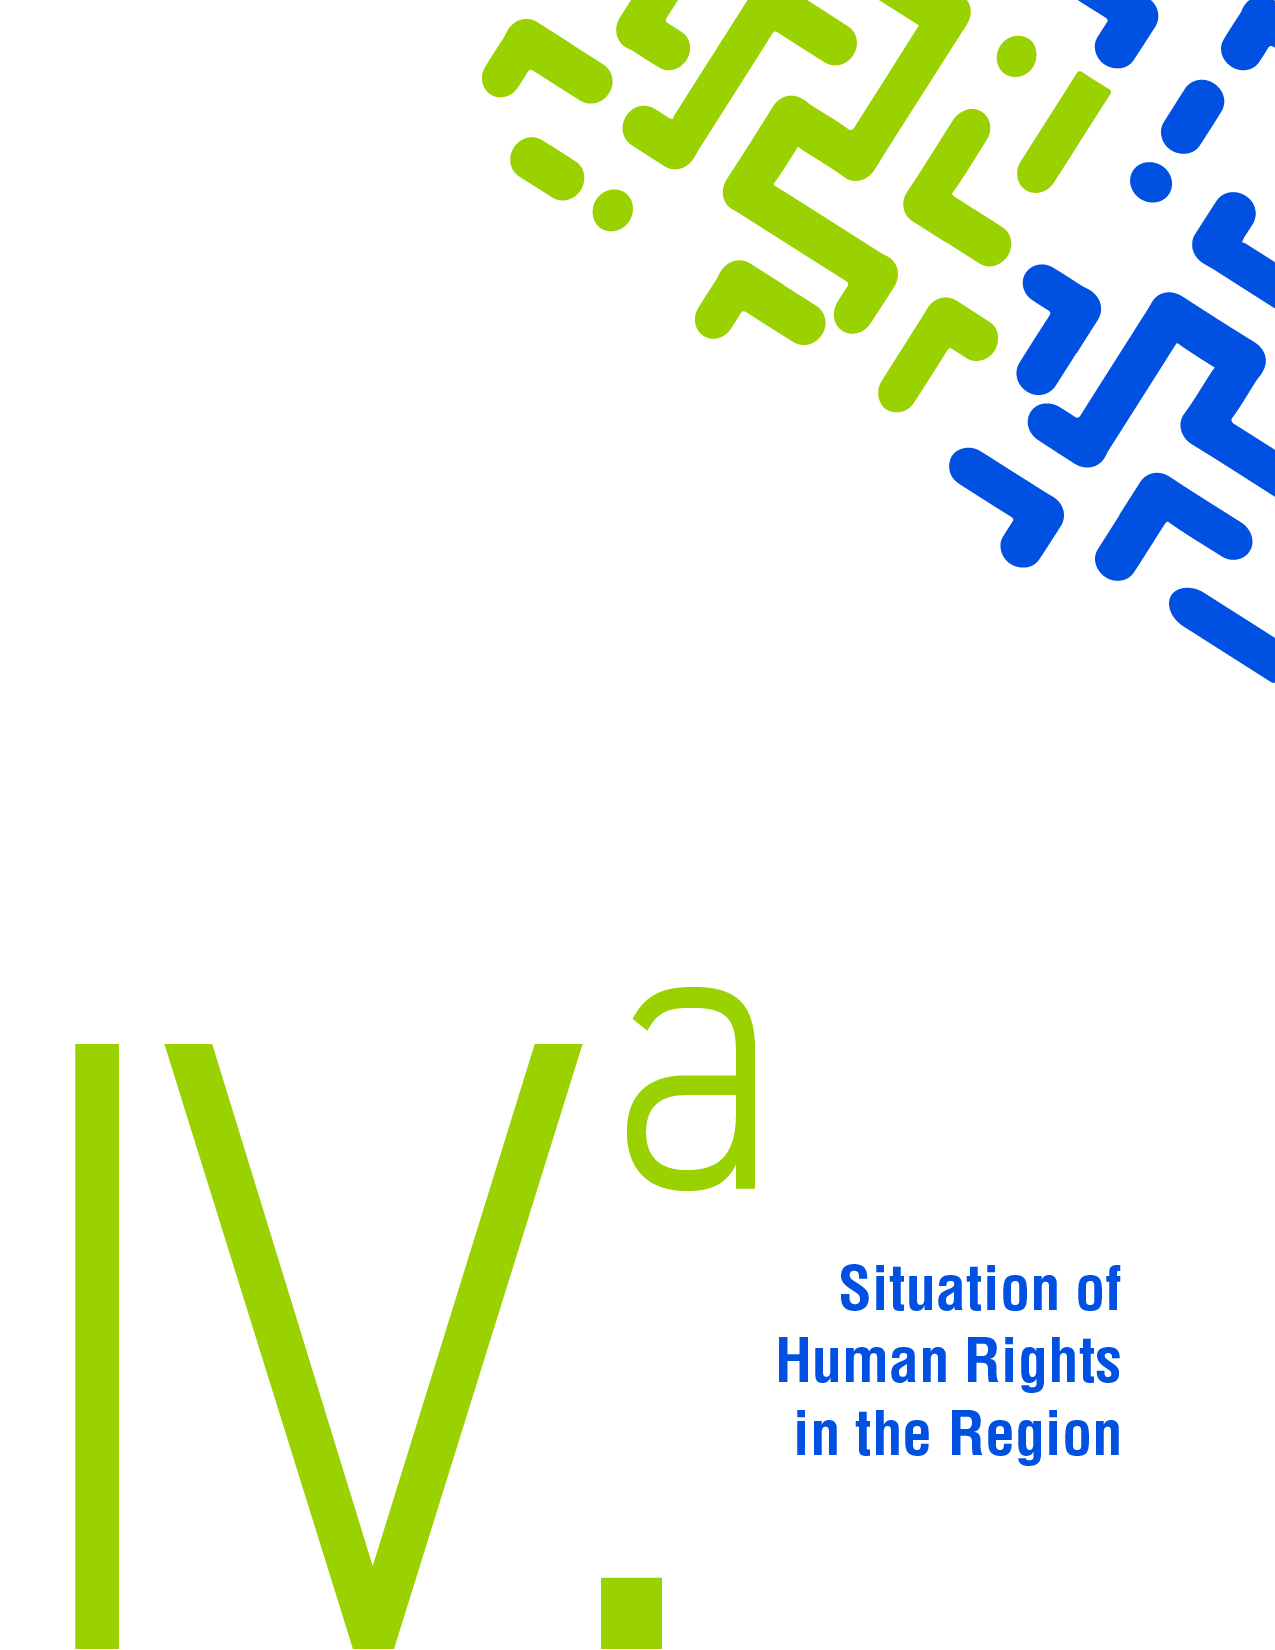 IV.a
Situation of
Human Rights
in the Region